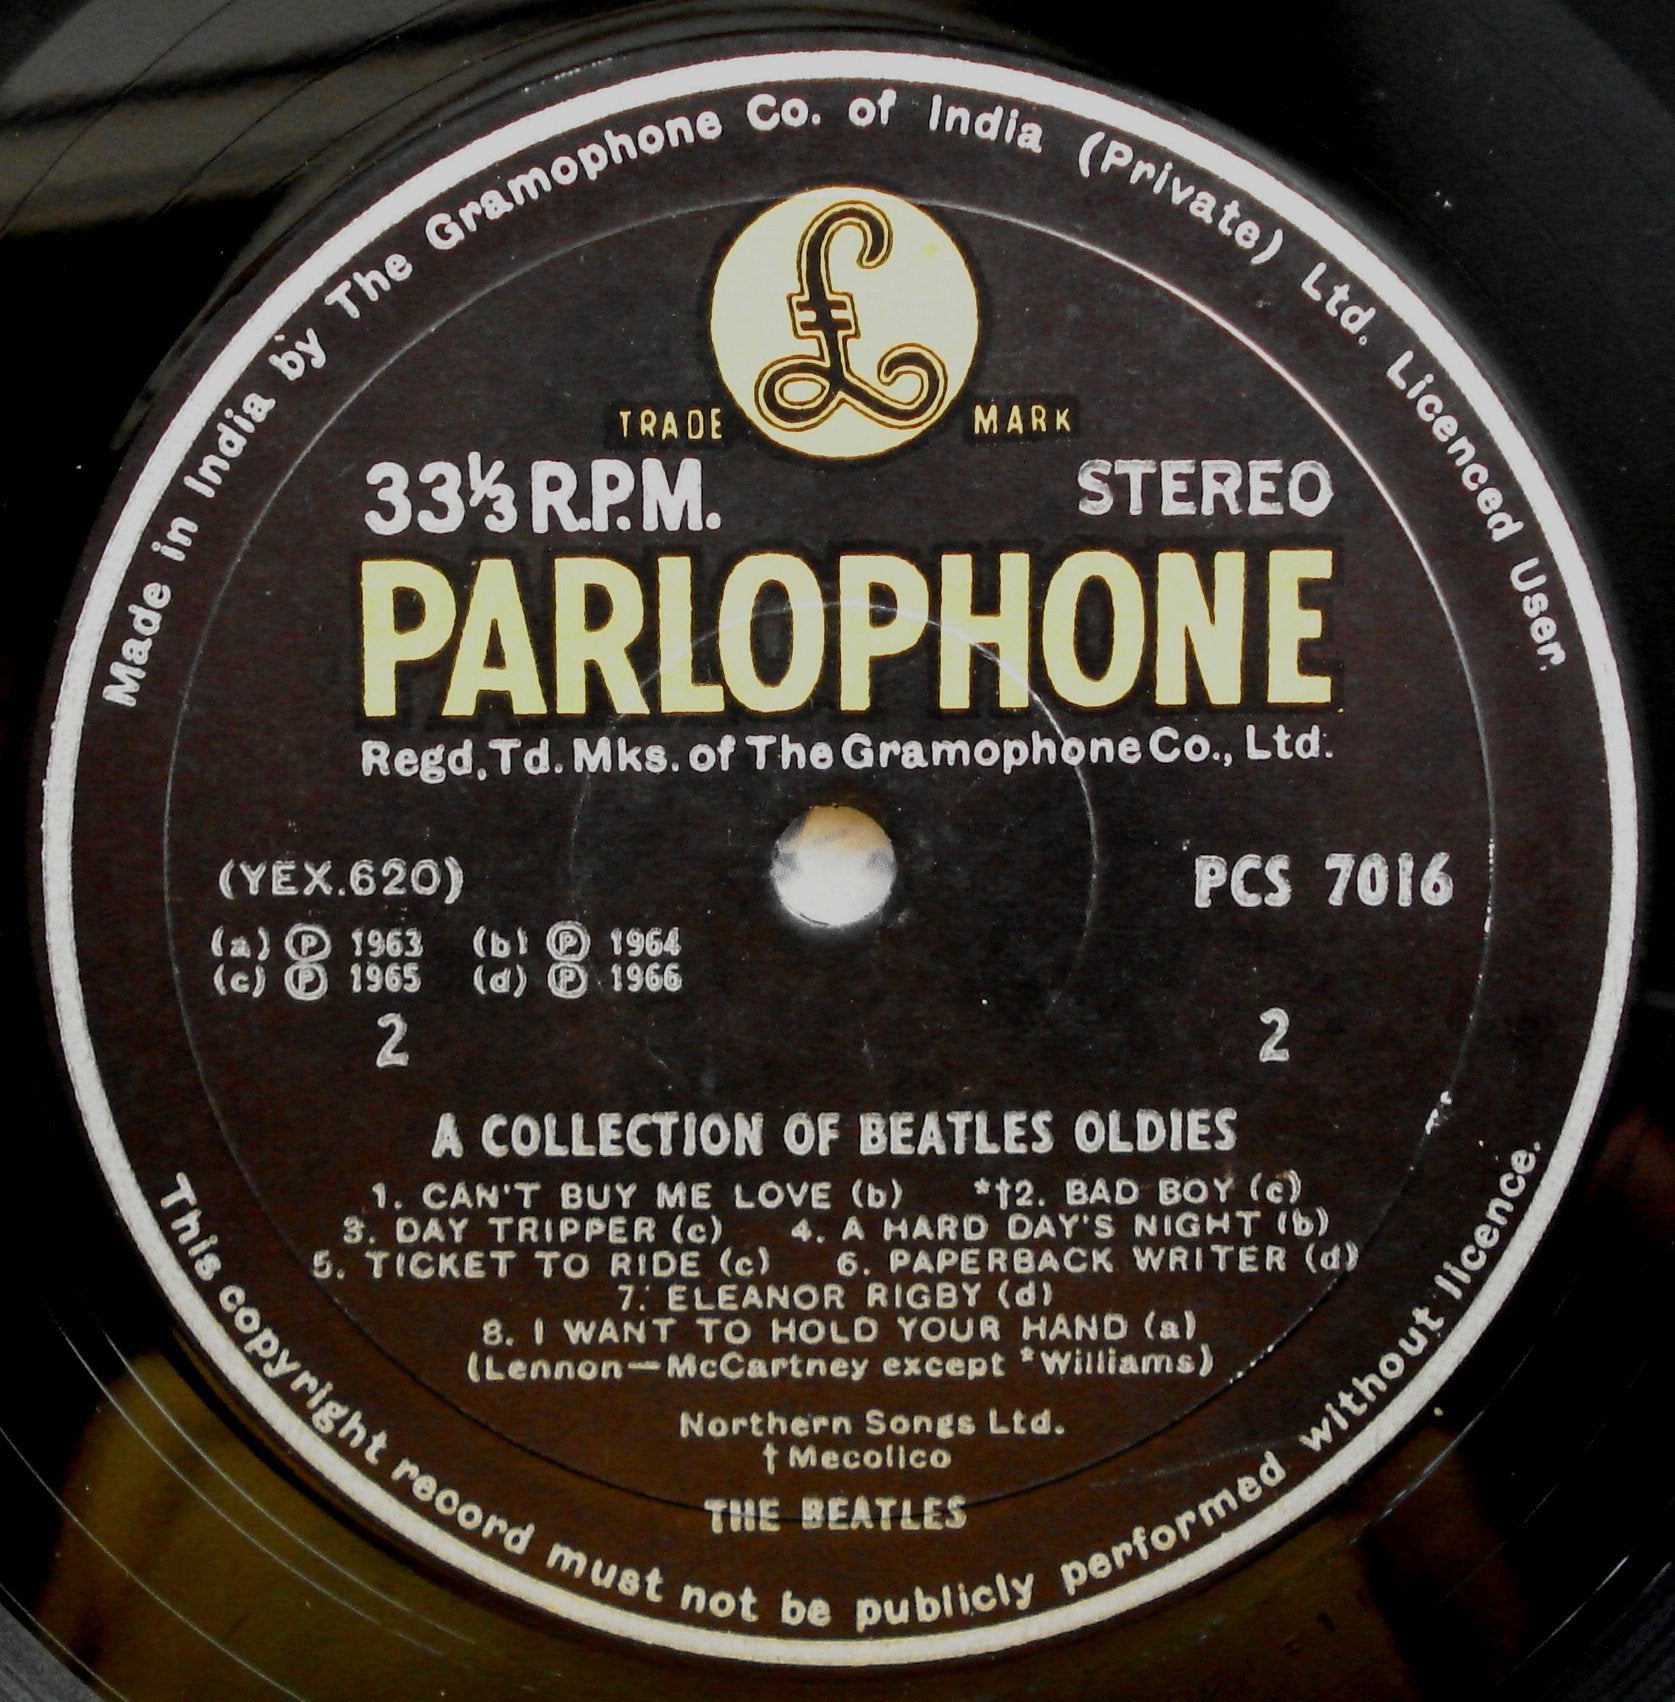 Made in India by The Gramophone Co. of India (Private) Ltd. Licenced User.
£
TRADE MARK
33⅓ R.P.M. STEREO
PARLOPHONE
Regd. Td. Mks. of The Gramophone Co., Ltd.
(YEX.620) PCS 7016
(a) Ⓟ 1963 (b) Ⓟ 1964
(c) Ⓟ 1965 (d) Ⓟ 1966
2 2
A COLLECTION OF BEATLES OLDIES
1. CAN'T BUY ME LOVE (b) *†2. BAD BOY (c)
3. DAY TRIPPER (c) 4. A HARD DAY'S NIGHT (b)
5. TICKET TO RIDE (c) 6. PAPERBACK WRITER (d)
7. ELEANOR RIGBY (d)
8. I WANT TO HOLD YOUR HAND (a)
(Lennon—McCartney except *Williams)
Northern Songs Ltd.
†Mecolico
THE BEATLES
This copyright record must not be publicly performed without licence.